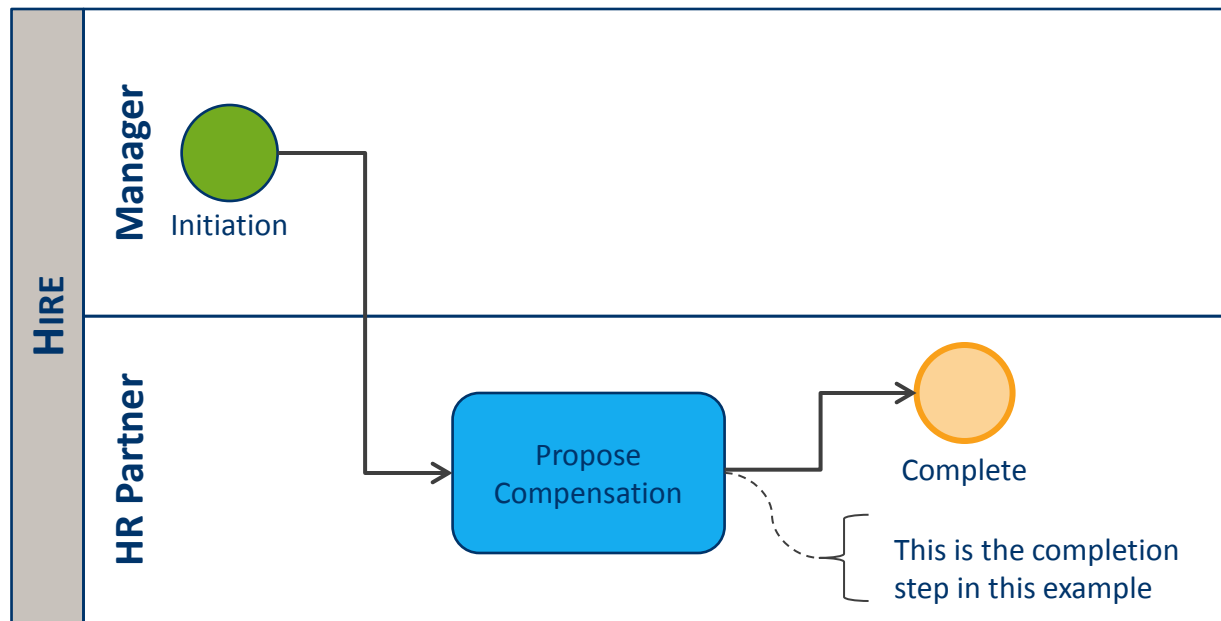 HIRE
Manager
Initiation
HR Partner
Propose
Compensation
Complete
This is the completion
step in this example